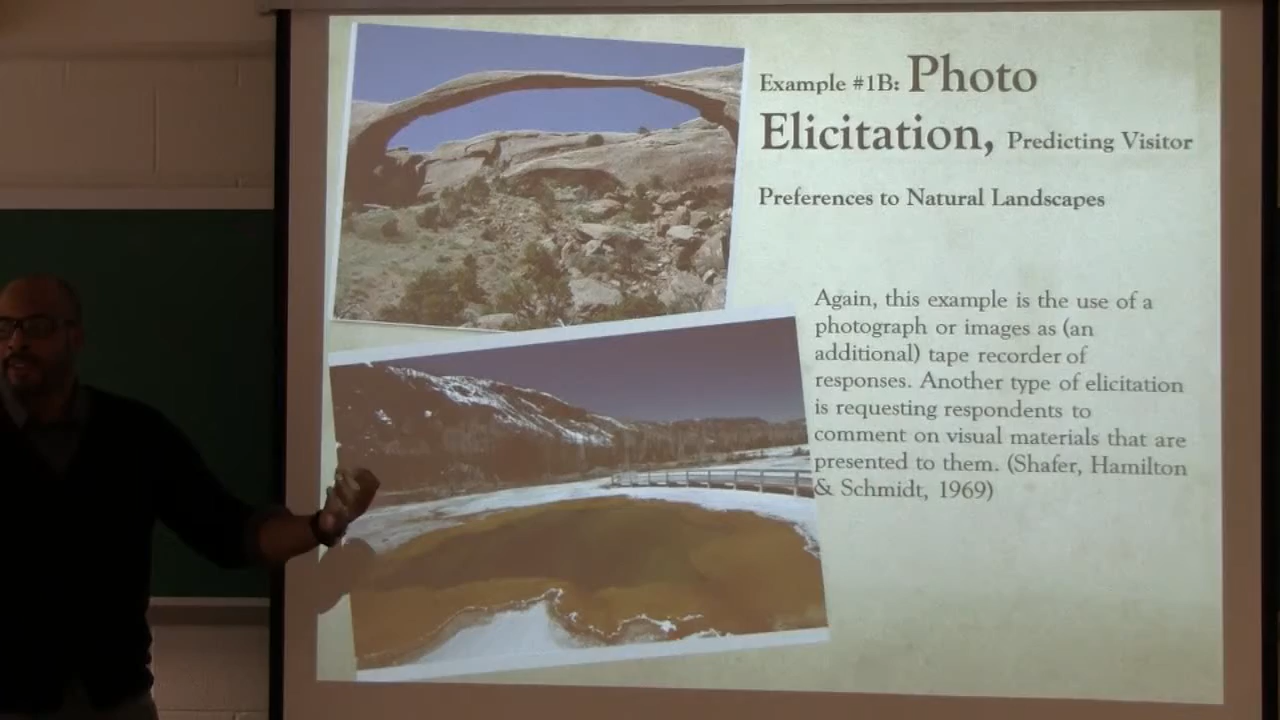 Example #1B: Photo
Elicitation, Predicting Visitor
Preferences to Natural Landscapes
Again, this example is the use of a
photograph or images as (an
additional) tape recorder of
responses. Another type of elicitation
is requesting respondents to
comment on visual materials that are
presented to them. (Shafer, Hamilton
& Schmidt, 1969)